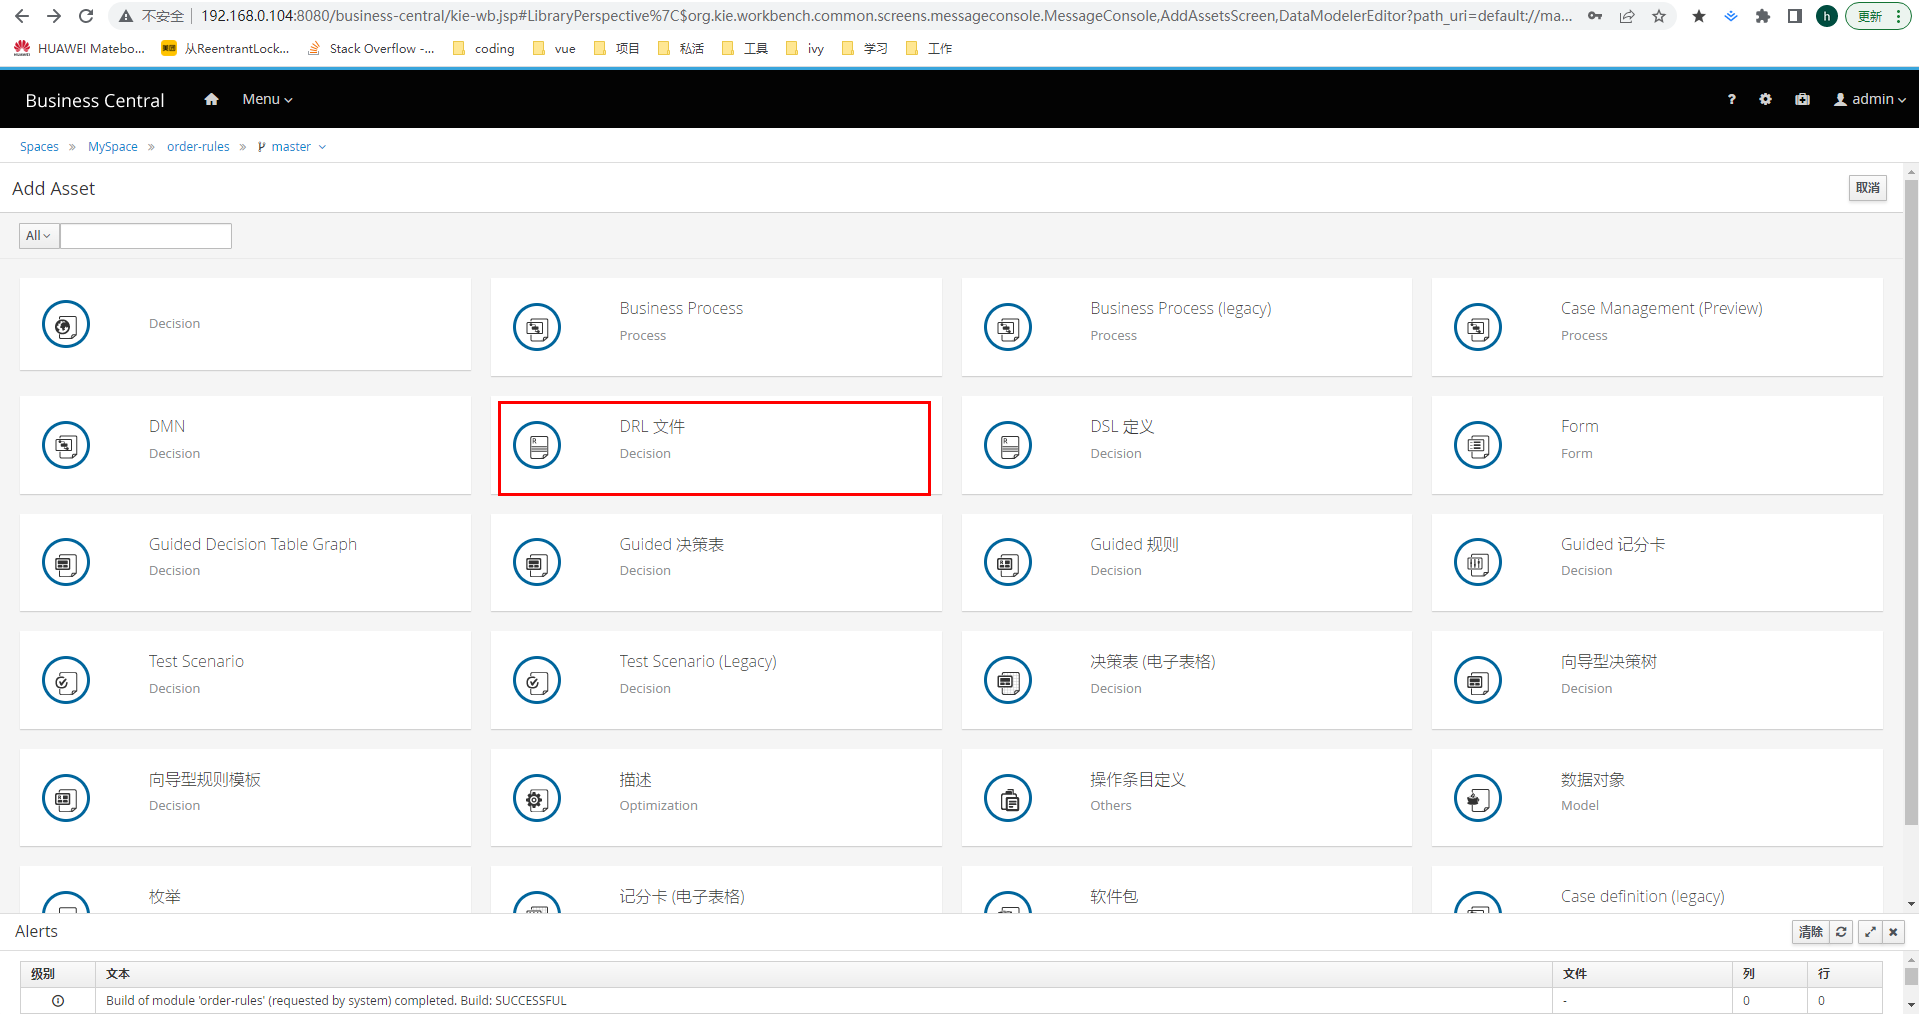 不安全 192.168.0.104:8080/business-central/kie-wb.jsp#LibraryPerspective%7C$org.kie.workbench.common.screens.messageconsole.MessageConsole,AddAssetsScreen,DataModelerEditor?path_uri=default://ma... h 更新
HUAWEI Matebo... 从ReentrantLock... Stack Overflow -... coding vue 项目 私活 工具 ivy 学习 工作
Business Central Menu ? admin
Spaces » MySpace » order-rules » master
Add Asset 取消
All
Decision
Business Process
Process
Business Process (legacy)
Process
Case Management (Preview)
Process
DMN
Decision
DRL 文件
Decision
DSL 定义
Decision
Form
Form
Guided Decision Table Graph
Decision
Guided 决策表
Decision
Guided 规则
Decision
Guided 记分卡
Decision
Test Scenario
Decision
Test Scenario (Legacy)
Decision
决策表 (电子表格)
Decision
向导型决策树
Decision
向导型规则模板
Decision
描述
Optimization
操作条目定义
Others
数据对象
Model
枚举
记分卡 (电子表格)
软件包
Case definition (legacy)
Alerts 清除
级别 文本 文件 列 行
Build of module 'order-rules' (requested by system) completed. Build: SUCCESSFUL - 0 0